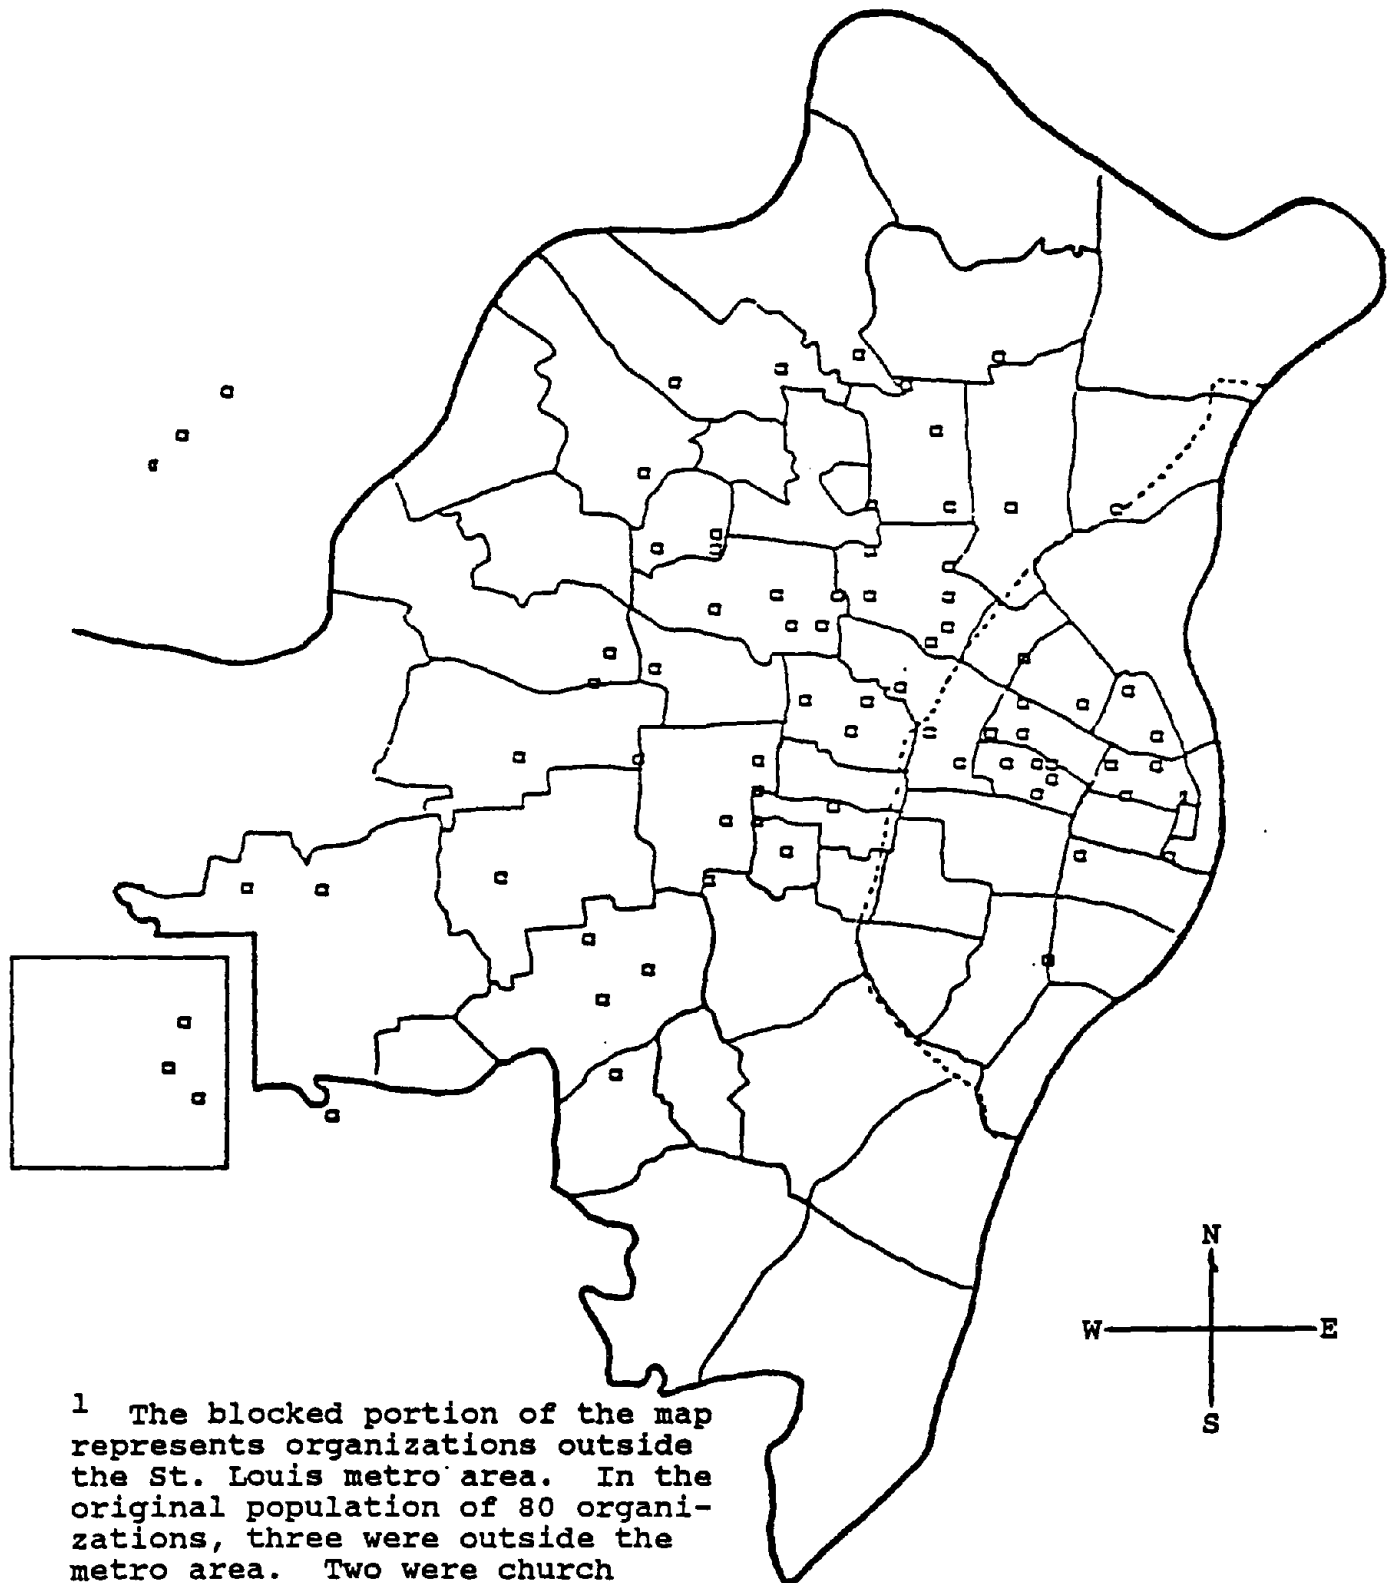 N
W E
S
1 The blocked portion of the map
represents organizations outside
the St. Louis metro area. In the
original population of 80 organi-
zations, three were outside the
metro area. Two were church